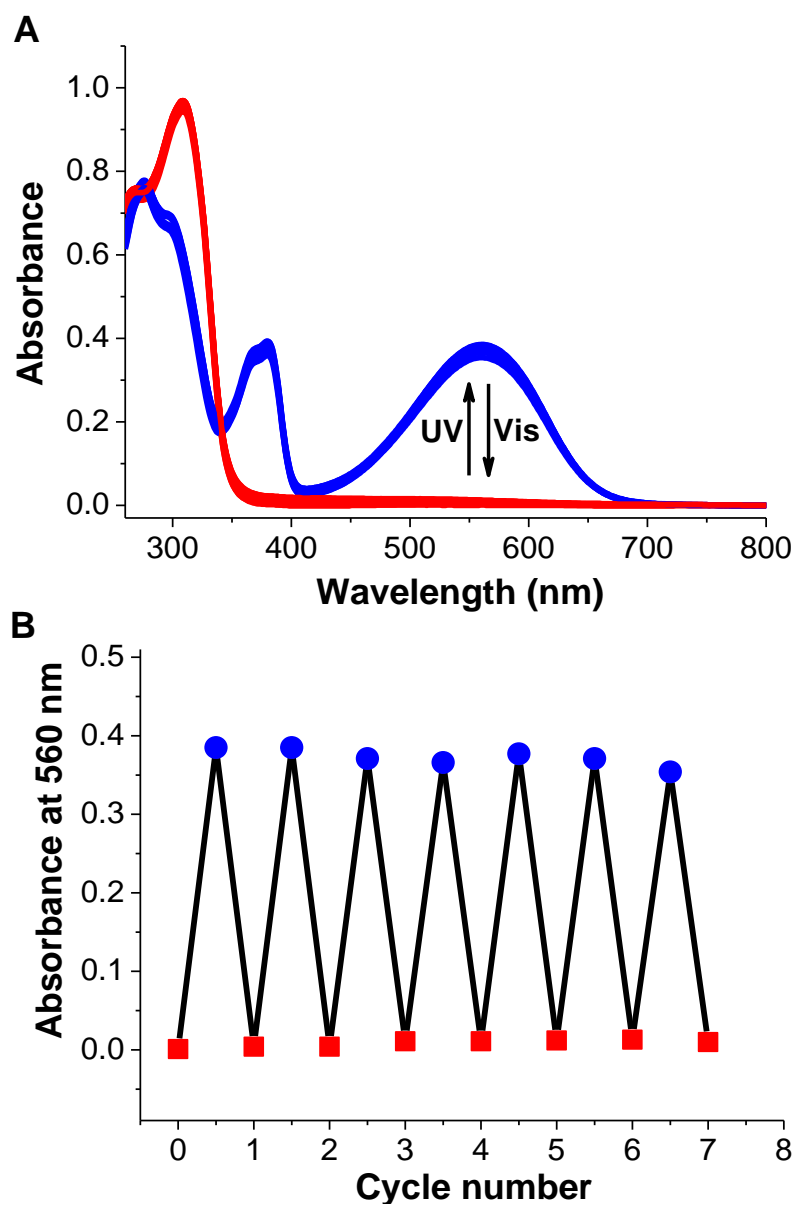 A
1.0
0.8
0.6
0.4
0.2
0.0
Absorbance
UV Vis
300 400 500 600 700 800
Wavelength (nm)
B
0.5
0.4
0.3
0.2
0.1
0.0
Absorbance at 560 nm
0 1 2 3 4 5 6 7 8
Cycle number